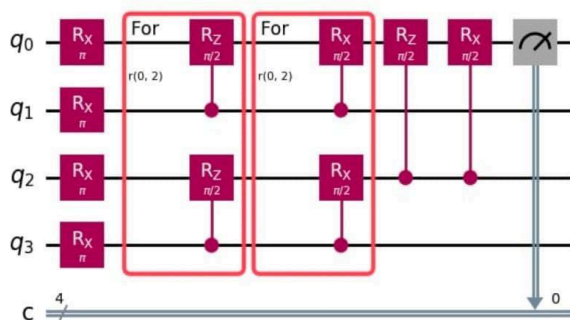 q0 RX π For RZ π/2 For RX π/2 RZ π/2 RX π/2
r(0, 2) r(0, 2)
q1 RX π
q2 RX π RZ π/2 RX π/2
q3 RX π
c 4 0